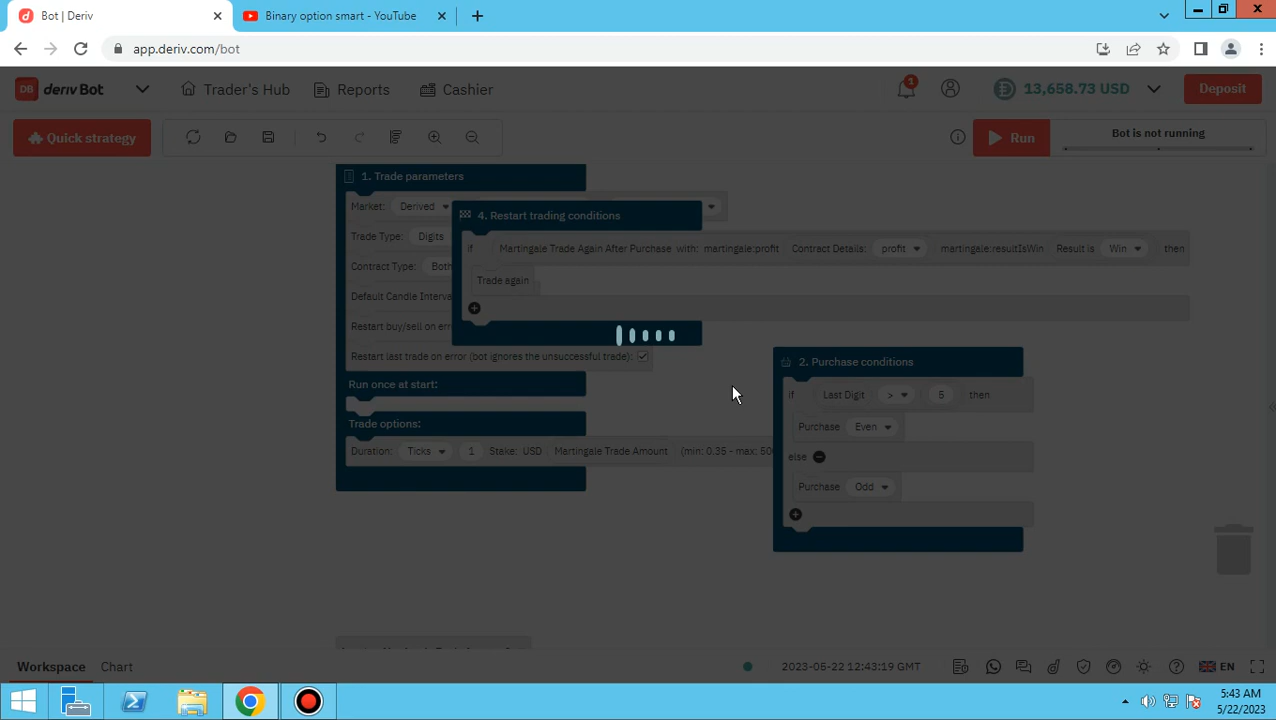 Bot | Deriv
Binary option smart - YouTube
app.deriv.com/bot
DB deriv Bot
Trader's Hub
Reports
Cashier
1
13,658.73 USD
Deposit
Quick strategy
Run
Bot is not running
1. Trade parameters
Market: Derived
4. Restart trading conditions
Trade Type: Digits
if Martingale Trade Again After Purchase with: martingale:profit Contract Details: profit martingale:resultIsWin Result is Win then
Contract Type:
Trade again
Default Candle Interva
Restart buy/sell on
Restart last trade on error (bot ignores the unsuccessful trade):
2. Purchase conditions
Run once at start:
if Last Digit > 5 then
Trade options:
Purchase Even
Duration: Ticks 1 Stake: USD Martingale Trade Amount (min: 0.35 - max: 50
else
Purchase Odd
Workspace
Chart
2023-05-22 12:43:19 GMT
EN
5:43 AM
5/22/2023